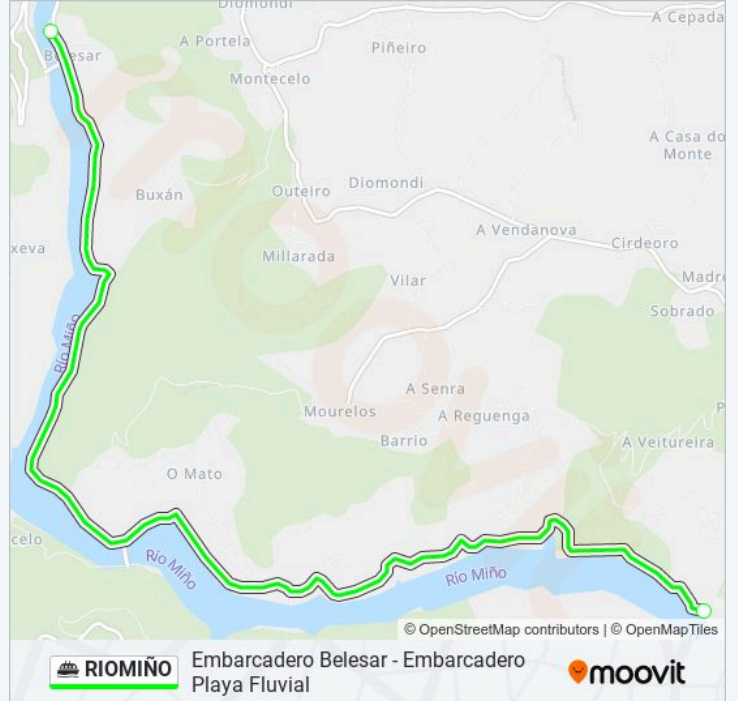 Diomondi
A Cepada
A Portela
Piñeiro
Belesar
Montecelo
A Casa do
Monte
Buxán
Outeiro
Diomondi
A Vendanova
Cirdeoro
xeva
Millarada
Vilar
Madre
Sobrado
Río Miño
A Senra
Mourelos
A Reguenga
P
Barrio
A Veitureira
O Mato
celo
Río Miño
Río Miño
© OpenStreetMap contributors | © OpenMapTiles
RIOMIÑO
Embarcadero Belesar - Embarcadero
Playa Fluvial
moovit